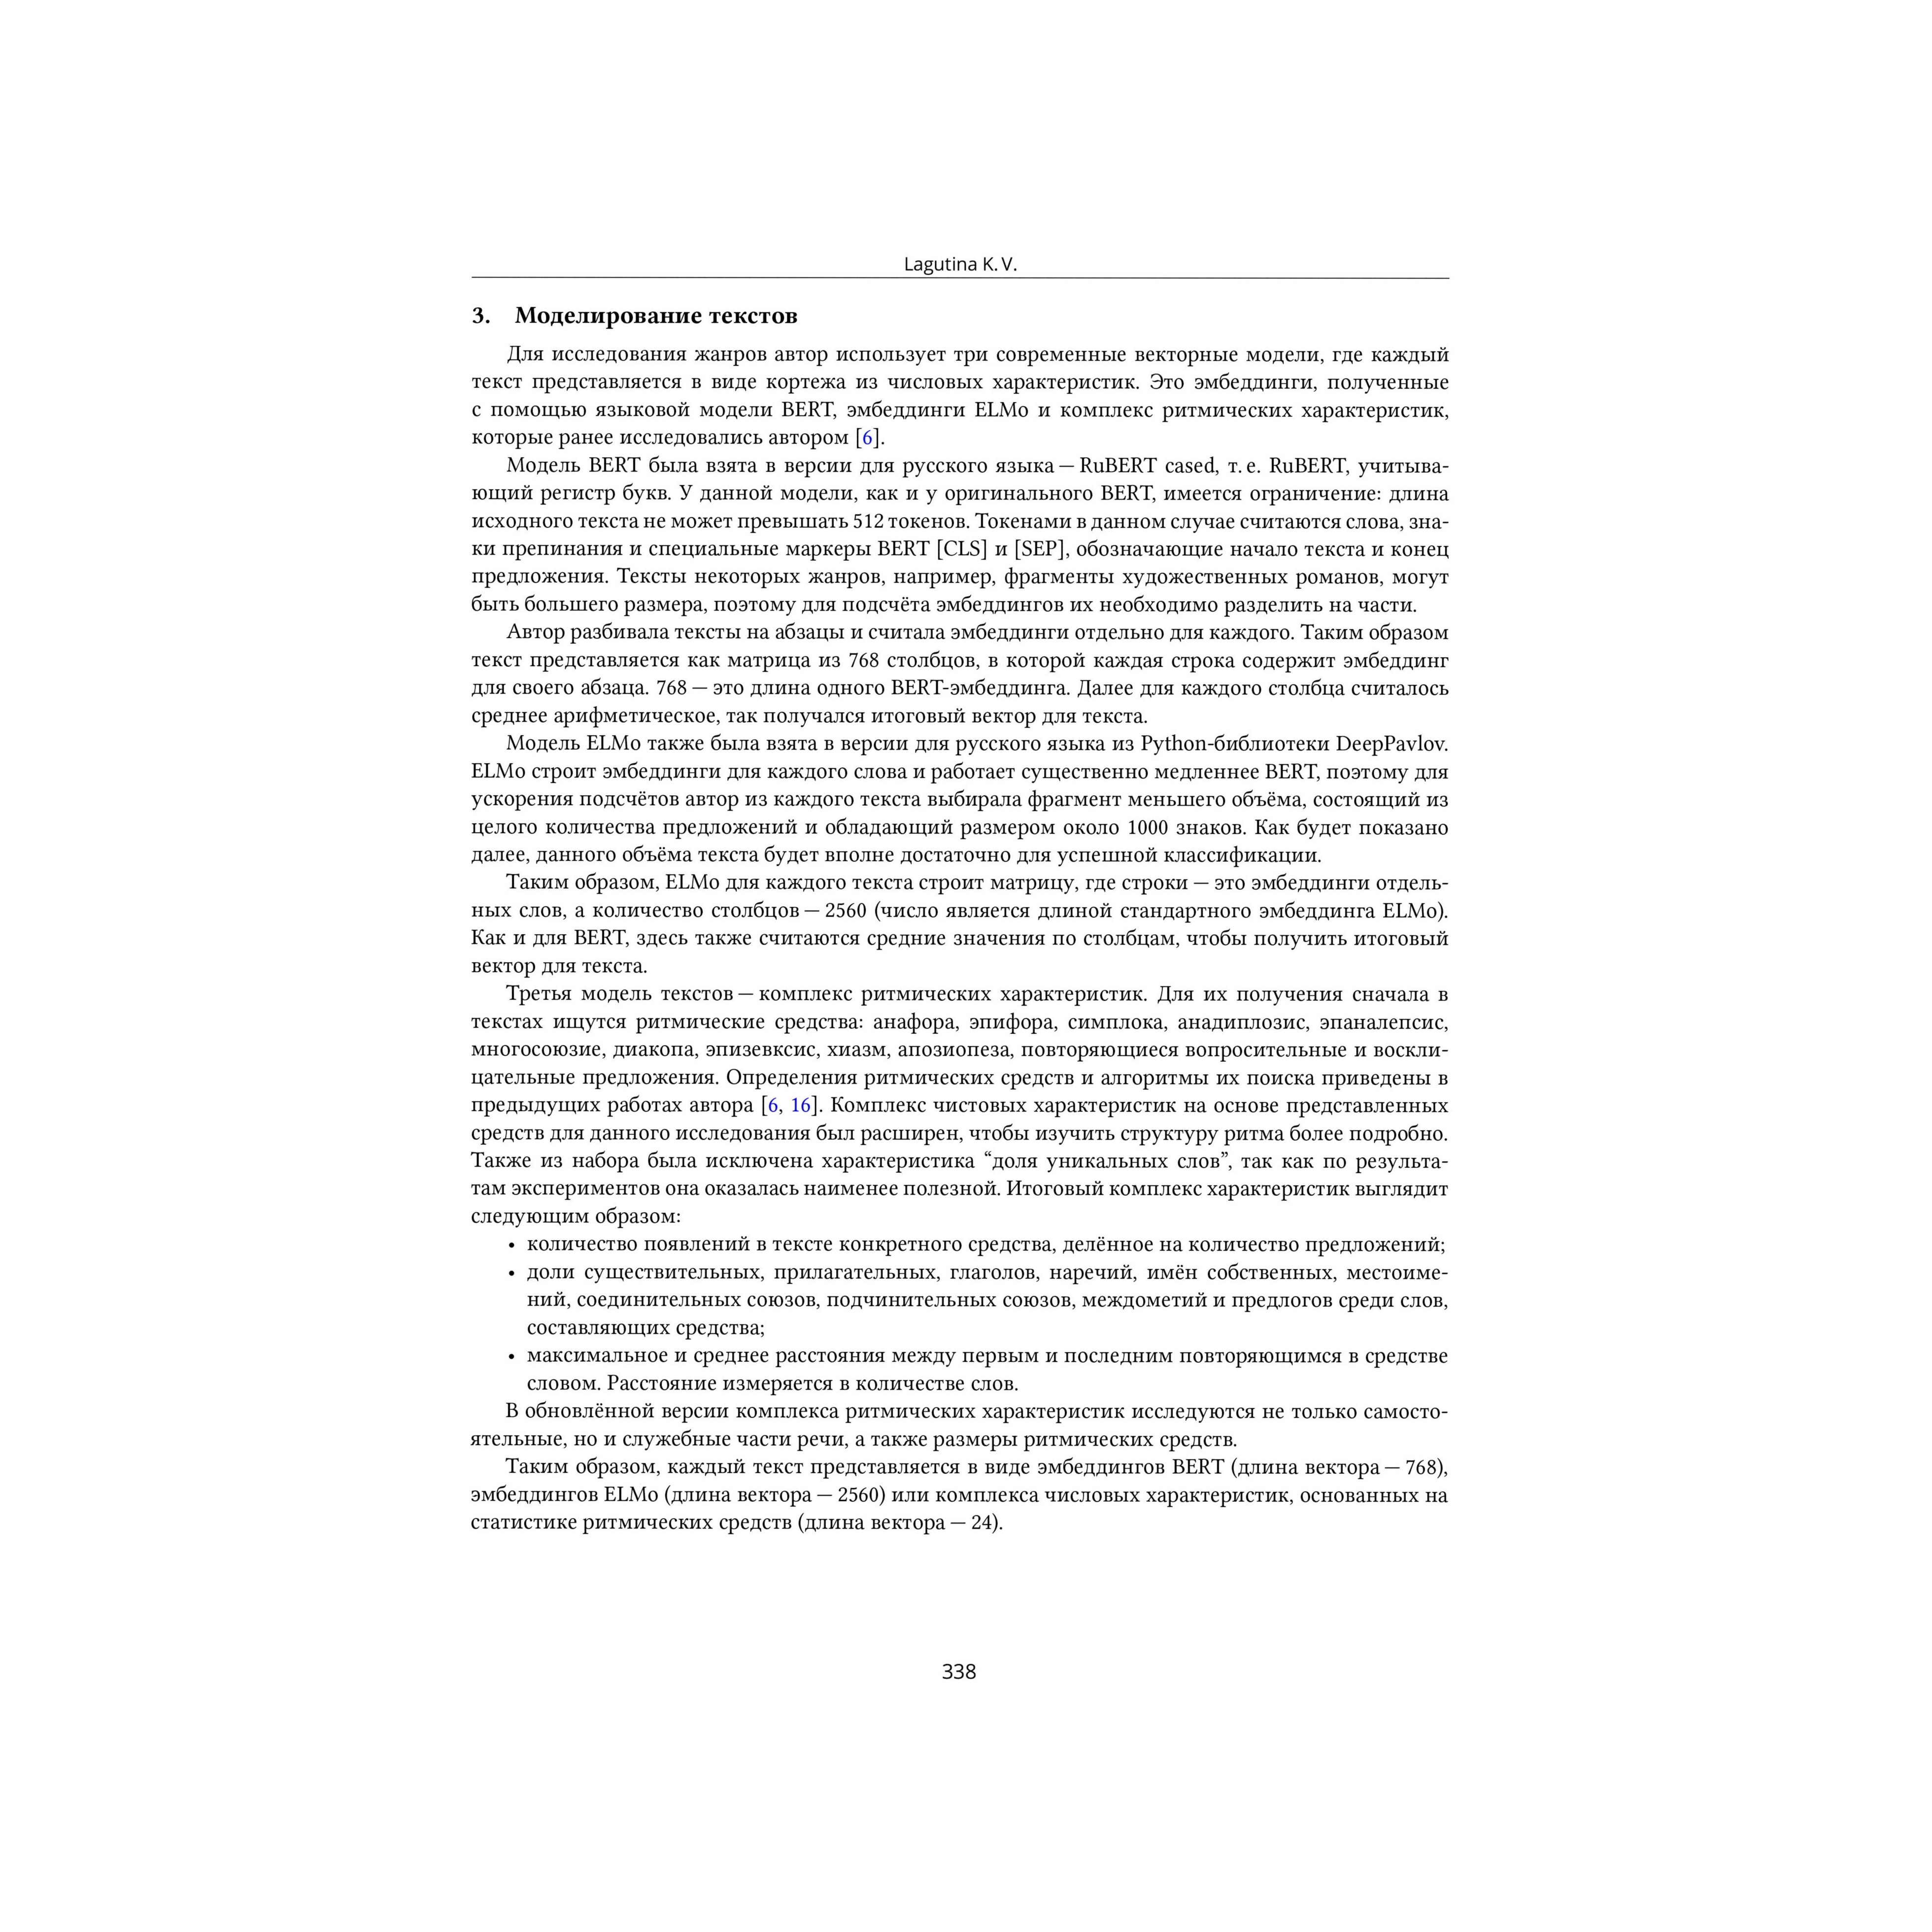 Lagutina K. V.
3. Моделирование текстов
Для исследования жанров автор использует три современные векторные модели, где каждый
текст представляется в виде кортежа из числовых характеристик. Это эмбеддинги, полученные
с помощью языковой модели BERT, эмбеддинги ELMo и комплекс ритмических характеристик,
которые ранее исследовались автором [6].
Модель BERT была взята в версии для русского языка — RuBERT cased, т. е. RuBERT, учитыва-
ющий регистр букв. У данной модели, как и у оригинального BERT, имеется ограничение: длина
исходного текста не может превышать 512 токенов. Токенами в данном случае считаются слова, зна-
ки препинания и специальные маркеры BERT [CLS] и [SEP], обозначающие начало текста и конец
предложения. Тексты некоторых жанров, например, фрагменты художественных романов, могут
быть большего размера, поэтому для подсчёта эмбеддингов их необходимо разделить на части.
Автор разбивала тексты на абзацы и считала эмбеддинги отдельно для каждого. Таким образом
текст представляется как матрица из 768 столбцов, в которой каждая строка содержит эмбеддинг
для своего абзаца. 768 — это длина одного BERT-эмбеддинга. Далее для каждого столбца считалось
среднее арифметическое, так получался итоговый вектор для текста.
Модель ELMo также была взята в версии для русского языка из Python-библиотеки DeepPavlov.
ELMo строит эмбеддинги для каждого слова и работает существенно медленнее BERT, поэтому для
ускорения подсчётов автор из каждого текста выбирала фрагмент меньшего объёма, состоящий из
целого количества предложений и обладающий размером около 1000 знаков. Как будет показано
далее, данного объёма текста будет вполне достаточно для успешной классификации.
Таким образом, ELMo для каждого текста строит матрицу, где строки — это эмбеддинги отдель-
ных слов, а количество столбцов — 2560 (число является длиной стандартного эмбеддинга ELMo).
Как и для BERT, здесь также считаются средние значения по столбцам, чтобы получить итоговый
вектор для текста.
Третья модель текстов — комплекс ритмических характеристик. Для их получения сначала в
текстах ищутся ритмические средства: анафора, эпифора, симплока, анадиплозис, эпаналепсис,
многосоюзие, диакопа, эпизевксис, хиазм, апозиопеза, повторяющиеся вопросительные и воскли-
цательные предложения. Определения ритмических средств и алгоритмы их поиска приведены в
предыдущих работах автора [6, 16]. Комплекс чистовых характеристик на основе представленных
средств для данного исследования был расширен, чтобы изучить структуру ритма более подробно.
Также из набора была исключена характеристика “доля уникальных слов”, так как по результа-
там экспериментов она оказалась наименее полезной. Итоговый комплекс характеристик выглядит
следующим образом:
• количество появлений в тексте конкретного средства, делённое на количество предложений;
• доли существительных, прилагательных, глаголов, наречий, имён собственных, местоиме-
ний, соединительных союзов, подчинительных союзов, междометий и предлогов среди слов,
составляющих средства;
• максимальное и среднее расстояния между первым и последним повторяющимся в средстве
словом. Расстояние измеряется в количестве слов.
В обновлённой версии комплекса ритмических характеристик исследуются не только самосто-
ятельные, но и служебные части речи, а также размеры ритмических средств.
Таким образом, каждый текст представляется в виде эмбеддингов BERT (длина вектора — 768),
эмбеддингов ELMo (длина вектора — 2560) или комплекса числовых характеристик, основанных на
статистике ритмических средств (длина вектора — 24).
338